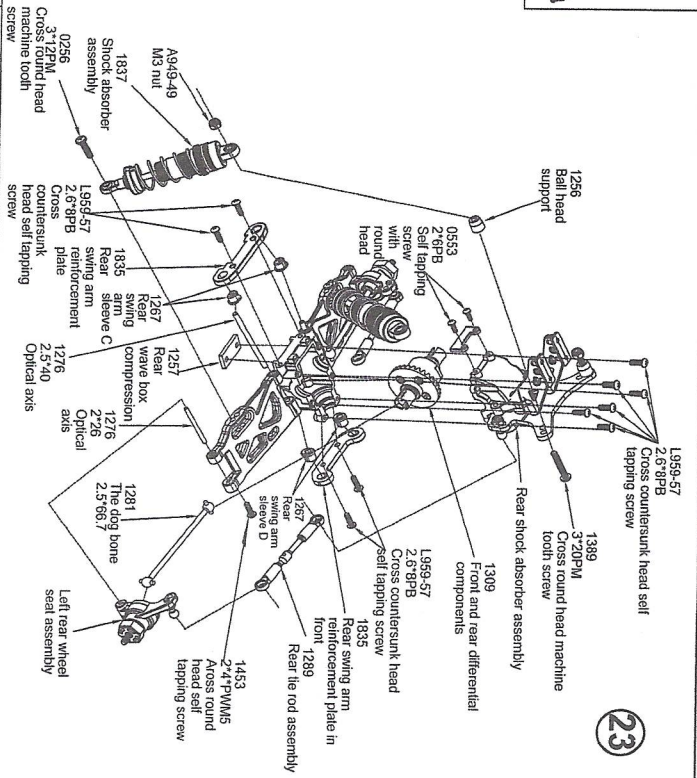 23
L959-57
2.6*8PB
Cross countersunk head self
tapping screw
1389
3*20PM
Cross round head machine
tooth screw
Rear shock absorber assembly
1309
Front and rear differential
components
L959-57
2.6*8PB
Cross countersunk head
self tapping screw
1835
Rear swing arm
reinforcement plate in
front
1289
Rear tie rod assembly
1453
2*4*PWM5
Aross round
head self
tapping screw
1256
Ball head
support
0553
2*6PB
Self tapping
screw
with
round
head
1267
Rear
swing arm
sleeve D
Left rear wheel
seat assembly
1281
The dog bone
2.5*66.7
1276
2*26
Optical
axis
1257
Rear
wave box
compression
1276
2.5*40
Optical axis
1267
Rear
swing
arm
sleeve C
1835
Rear
swing arm
reinforcement
plate
L959-57
2.6*8PB
Cross
countersunk
head self tapping
screw
A949-49
M3 nut
1837
Shock absorber
assembly
0256
3*12PM
Cross round head
machine tooth
screw